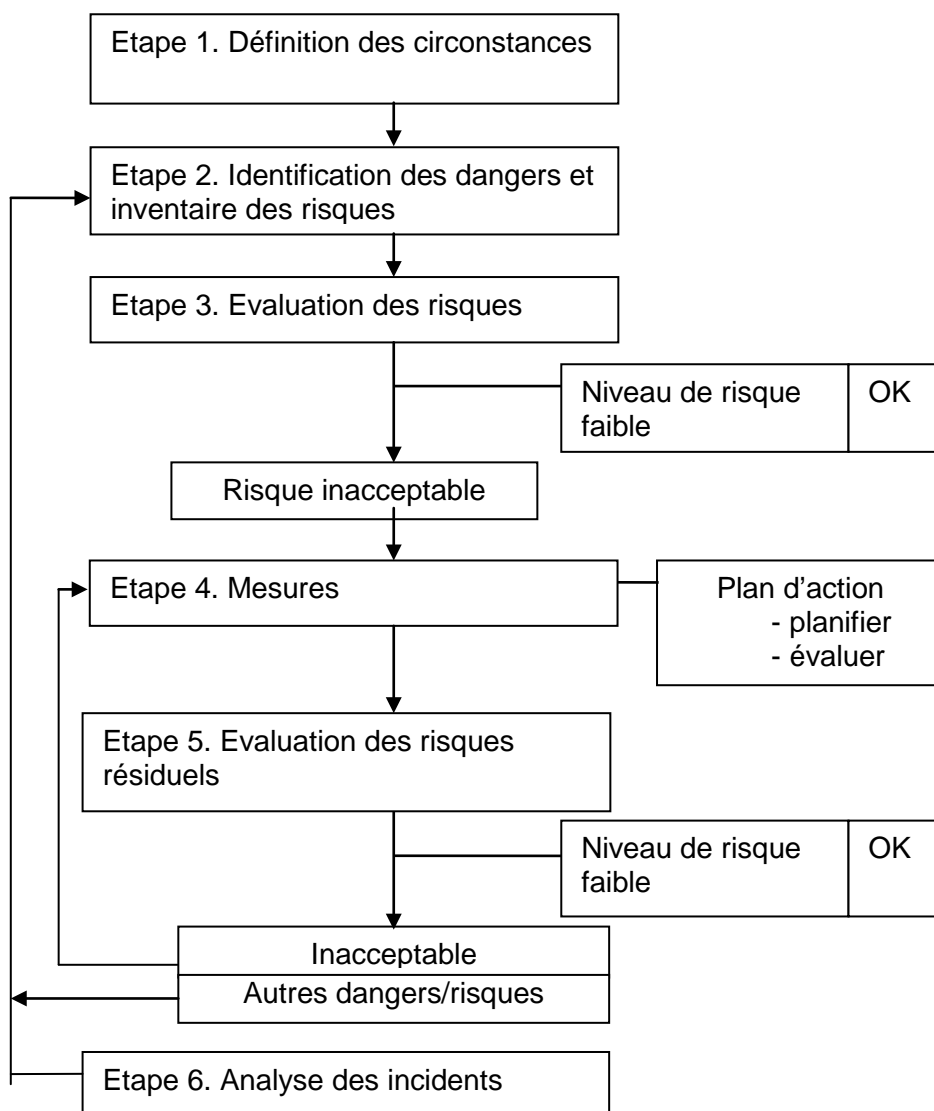 Etape 1. Définition des circonstances
Etape 2. Identification des dangers et
inventaire des risques
Etape 3. Evaluation des risques
Niveau de risque
faible
OK
Risque inacceptable
Etape 4. Mesures
Plan d'action
- planifier
- évaluer
Etape 5. Evaluation des risques
résiduels
Niveau de risque
faible
OK
Inacceptable
Autres dangers/risques
Etape 6. Analyse des incidents